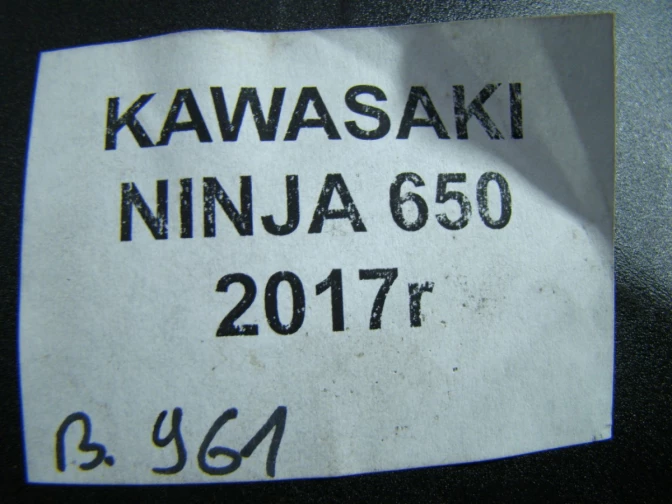 KAWASAKI
NINJA 650
2017r
B. 961